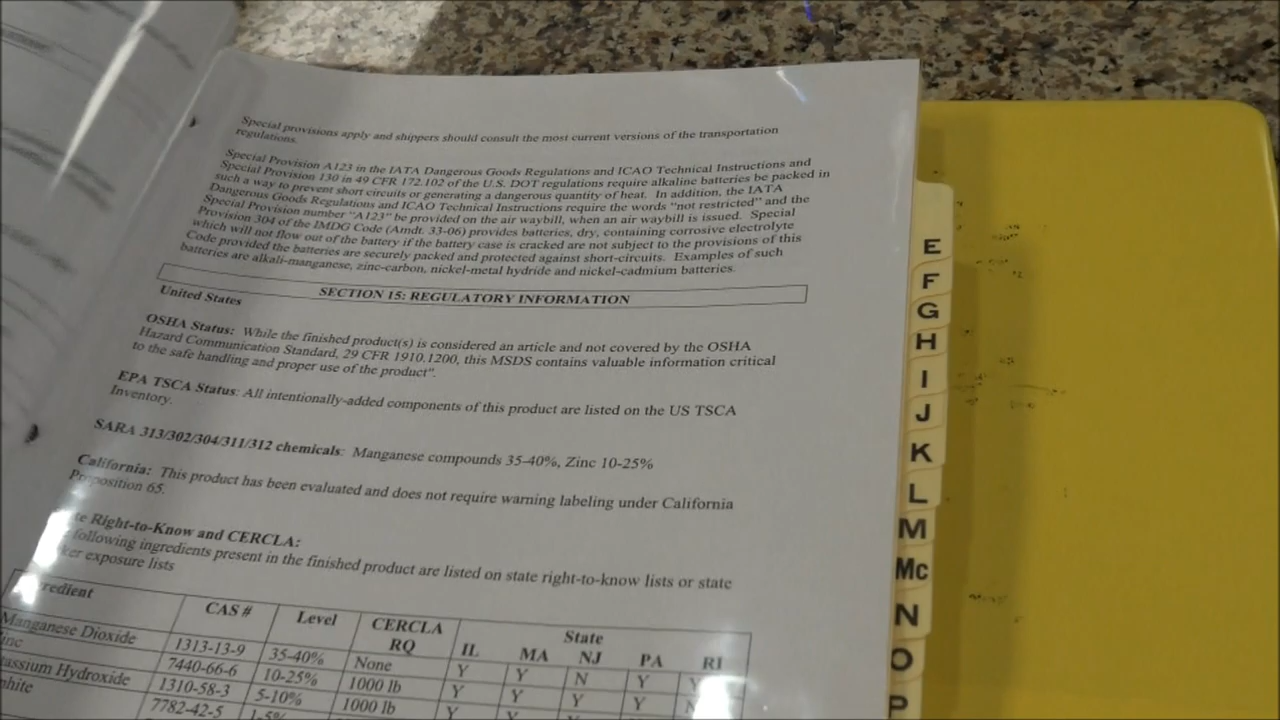 Special provisions apply and shippers should consult the most current versions of the transportation
regulations.
Special Provision A123 in the IATA Dangerous Goods Regulations and ICAO Technical Instructions and
Special Provision 130 in 49 CFR 172.102 of the U.S. DOT regulations require alkaline batteries be packed in
such a way to prevent short circuits or generating a dangerous quantity of heat. In addition, the IATA
Dangerous Goods Regulations and ICAO Technical Instructions require the words "not restricted" and the
Special Provision number "A123" be provided on the air waybill, when an air waybill is issued. Special
Provision 304 of the IMDG Code (Amdt. 33-06) provides batteries, dry, containing corrosive electrolyte
which will not flow out of the battery if the battery case is cracked are not subject to the provisions of this
Code provided the batteries are securely packed and protected against short-circuits. Examples of such
batteries are alkali-manganese, zinc-carbon, nickel-metal hydride and nickel-cadmium batteries.
SECTION 15: REGULATORY INFORMATION
United States
OSHA Status: While the finished product(s) is considered an article and not covered by the OSHA
Hazard Communication Standard, 29 CFR 1910.1200, this MSDS contains valuable information critical
to the safe handling and proper use of the product".
EPA TSCA Status: All intentionally-added components of this product are listed on the US TSCA
Inventory.
SARA 313/302/304/311/312 chemicals: Manganese compounds 35-40%, Zinc 10-25%
California: This product has been evaluated and does not require warning labeling under California
Proposition 65.
te Right-to-Know and CERCLA:
following ingredients present in the finished product are listed on state right-to-know lists or state
ker exposure lists
redient CAS # Level CERCLA RQ State
IL MA NJ PA RI
Manganese Dioxide 1313-13-9 35-40% None Y Y N Y Y
inc 7440-66-6 10-25% 1000 lb Y Y Y Y N
tassium Hydroxide 1310-58-3 5-10% 1000 lb Y
phite 7782-42-5 1-5%
E
F
G
H
I
J
K
L
M
Mc
N
O
P